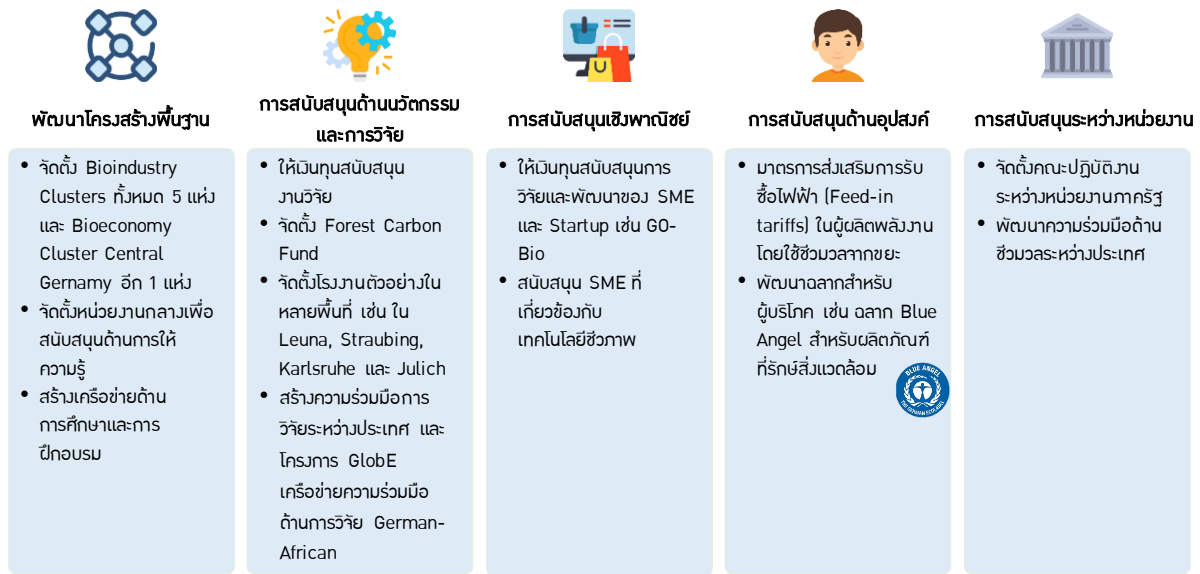 พัฒนาโครงสร้างพื้นฐาน
• จัดตั้ง Bioindustry
Clusters ทั้งหมด 5 แห่ง
และ Bioeconomy
Cluster Central
Gernamy อีก 1 แห่ง
• จัดตั้งหน่วยงานกลางเพื่อ
สนับสนุนด้านการให้
ความรู้
• สร้างเครือข่ายด้าน
การศึกษาและการ
ฝึกอบรม
การสนับสนุนด้านนวัตกรรม
และการวิจัย
• ให้เงินทุนสนับสนุน
งานวิจัย
• จัดตั้ง Forest Carbon
Fund
• จัดตั้งโรงงานตัวอย่างใน
หลายพื้นที่ เช่น ใน
Leuna, Straubing,
Karlsruhe และ Julich
• สร้างความร่วมมือการ
วิจัยระหว่างประเทศ และ
โครงการ GlobE
เครือข่ายความร่วมมือ
ด้านการวิจัย German-
African
การสนับสนุนเชิงพาณิชย์
• ให้เงินทุนสนับสนุนการ
วิจัยและพัฒนาของ SME
และ Startup เช่น GO-
Bio
• สนับสนุน SME ที่
เกี่ยวข้องกับ
เทคโนโลยีชีวภาพ
การสนับสนุนด้านอุปสงค์
• มาตรการส่งเสริมการรับ
ซื้อไฟฟ้า (Feed-in
tariffs) ในผู้ผลิตพลังงาน
โดยใช้ชีวมวลจากขยะ
• พัฒนาฉลากสำหรับ
ผู้บริโภค เช่น ฉลาก Blue
Angel สำหรับผลิตภัณฑ์
ที่รักษ์สิ่งแวดล้อม
BLUE ANGEL
THE GERMAN ECOLABEL
การสนับสนุนระหว่างหน่วยงาน
• จัดตั้งคณะปฏิบัติงาน
ระหว่างหน่วยงานภาครัฐ
• พัฒนาความร่วมมือด้าน
ชีวมวลระหว่างประเทศ